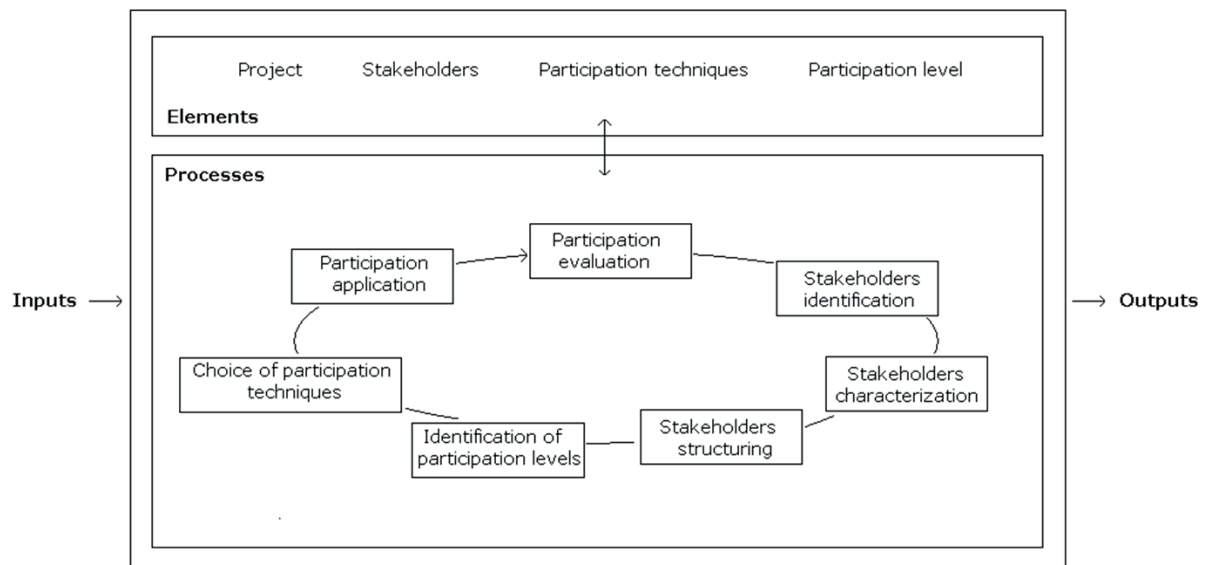 Project Stakeholders Participation techniques Participation level
Elements
Processes
Participation
evaluation
Participation
application
Stakeholders
identification
Inputs
Outputs
Choice of participation
techniques
Stakeholders
characterization
Identification of
participation levels
Stakeholders
structuring